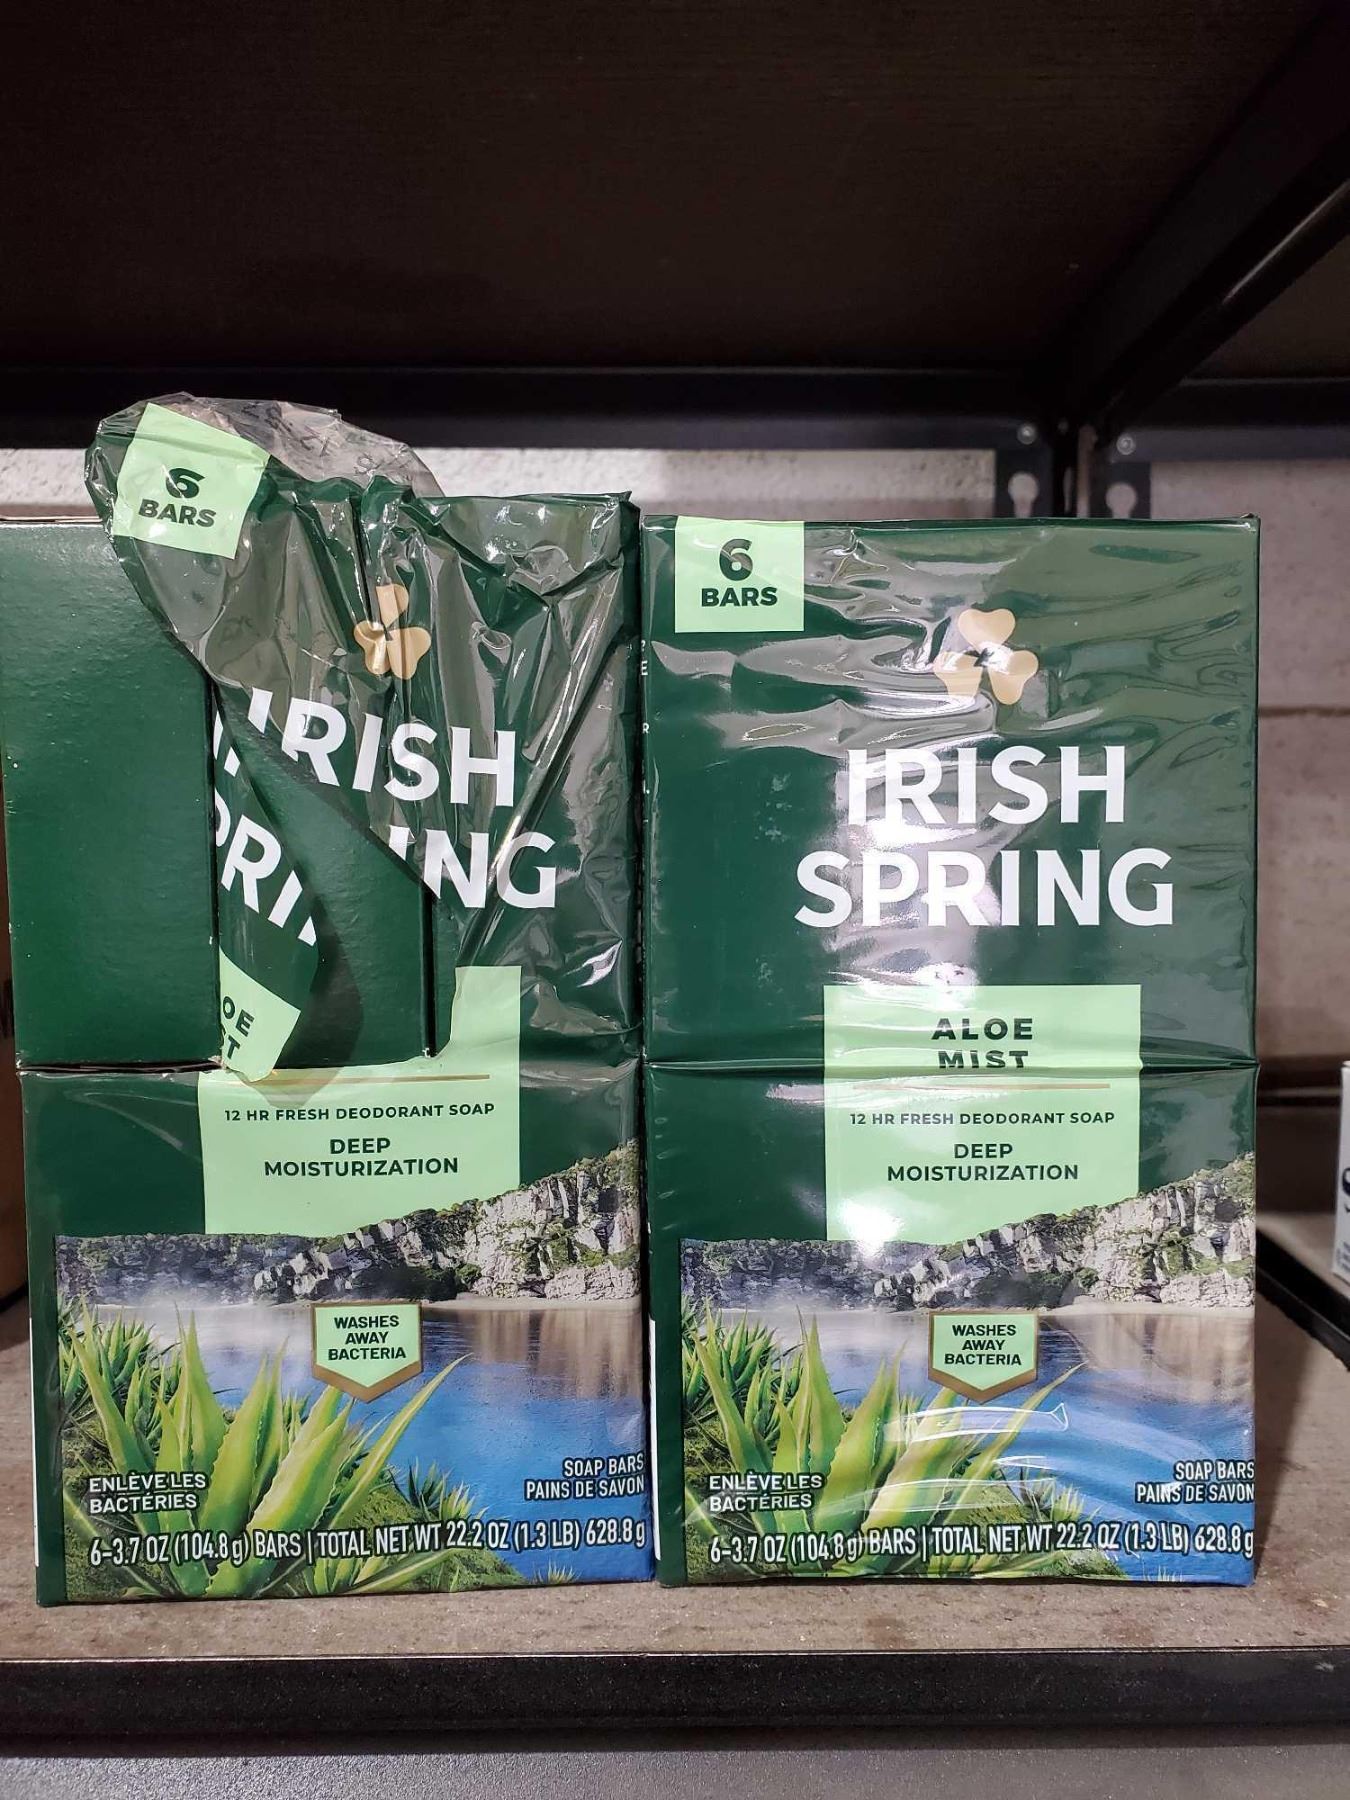 6
BARS
IRISH
SPRING
12 HR FRESH DEODORANT SOAP
DEEP
MOISTURIZATION
WASHES
AWAY
BACTERIA
ENLÈVE LES
BACTÉRIES
SOAP BARS
PAINS DE SAVON
6-3.7 OZ (104.8 g) BARS | TOTAL NET WT 22.2 OZ (1.3 LB) 628.8 g
6
BARS
IRISH
SPRING
ALOE
MIST
12 HR FRESH DEODORANT SOAP
DEEP
MOISTURIZATION
WASHES
AWAY
BACTERIA
ENLÈVE LES
BACTÉRIES
SOAP BARS
PAINS DE SAVON
6-3.7 OZ (104.8 g) BARS | TOTAL NET WT 22.2 OZ (1.3 LB) 628.8 g